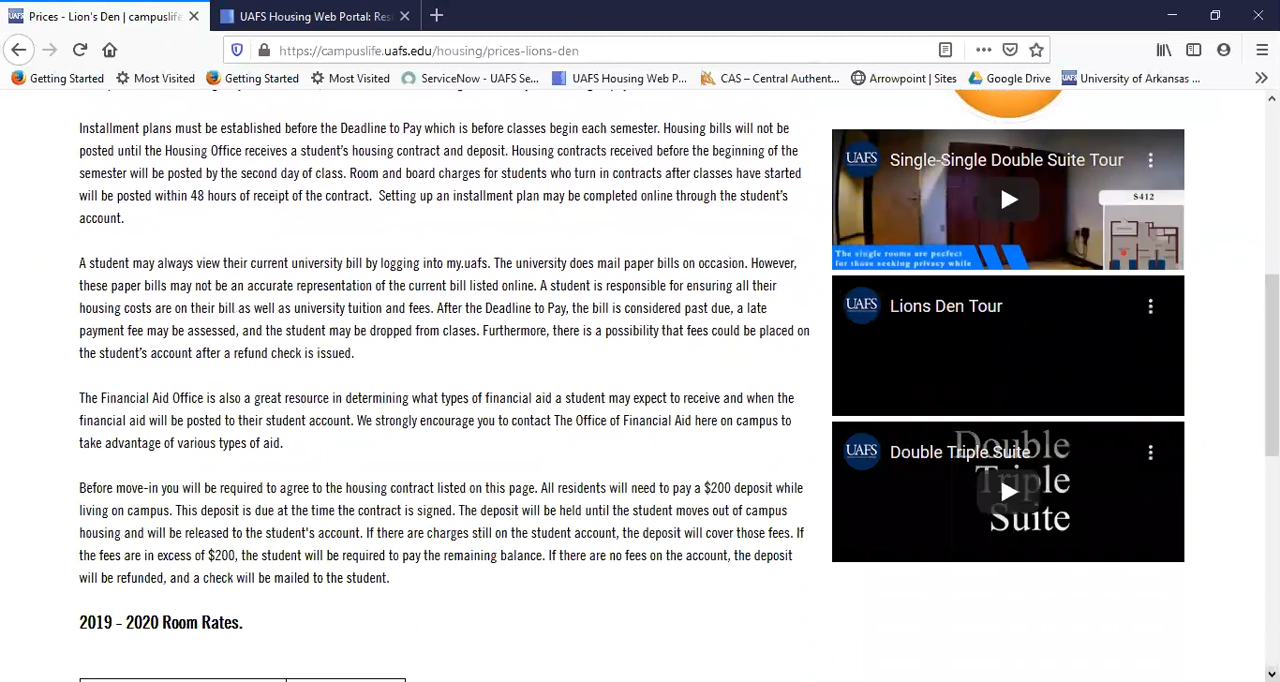 Prices - Lion's Den | campuslife
UAFS Housing Web Portal: Res
https://campuslife.uafs.edu/housing/prices-lions-den
Getting Started
Most Visited
Getting Started
Most Visited
ServiceNow - UAFS Se...
UAFS Housing Web P...
CAS – Central Authent...
Arrowpoint | Sites
Google Drive
University of Arkansas ...
Installment plans must be established before the Deadline to Pay which is before classes begin each semester. Housing bills will not be
posted until the Housing Office receives a student's housing contract and deposit. Housing contracts received before the beginning of the
semester will be posted by the second day of class. Room and board charges for students who turn in contracts after classes have started
will be posted within 48 hours of receipt of the contract.  Setting up an installment plan may be completed online through the student's
account.
A student may always view their current university bill by logging into my.uafs. The university does mail paper bills on occasion. However,
these paper bills may not be an accurate representation of the current bill listed online. A student is responsible for ensuring all their
housing costs are on their bill as well as university tuition and fees. After the Deadline to Pay, the bill is considered past due, a late
payment fee may be assessed, and the student may be dropped from clases. Furthermore, there is a possibility that fees could be placed on
the student's account after a refund check is issued.
The Financial Aid Office is also a great resource in determining what types of financial aid a student may expect to receive and when the
financial aid will be posted to their student account. We strongly encourage you to contact The Office of Financial Aid here on campus to
take advantage of various types of aid.
Before move-in you will be required to agree to the housing contract listed on this page. All residents will need to pay a $200 deposit while
living on campus. This deposit is due at the time the contract is signed. The deposit will be held until the student moves out of campus
housing and will be released to the student's account. If there are charges still on the student account, the deposit will cover those fees. If
the fees are in excess of $200, the student will be required to pay the remaining balance. If there are no fees on the account, the deposit
will be refunded, and a check will be mailed to the student.
2019 - 2020 Room Rates.
UAFS
Single-Single Double Suite Tour
S412
The single rooms are perfect
for those seeking privacy while
UAFS
Lions Den Tour
UAFS
Double Triple Suite
Double
Triple
Suite